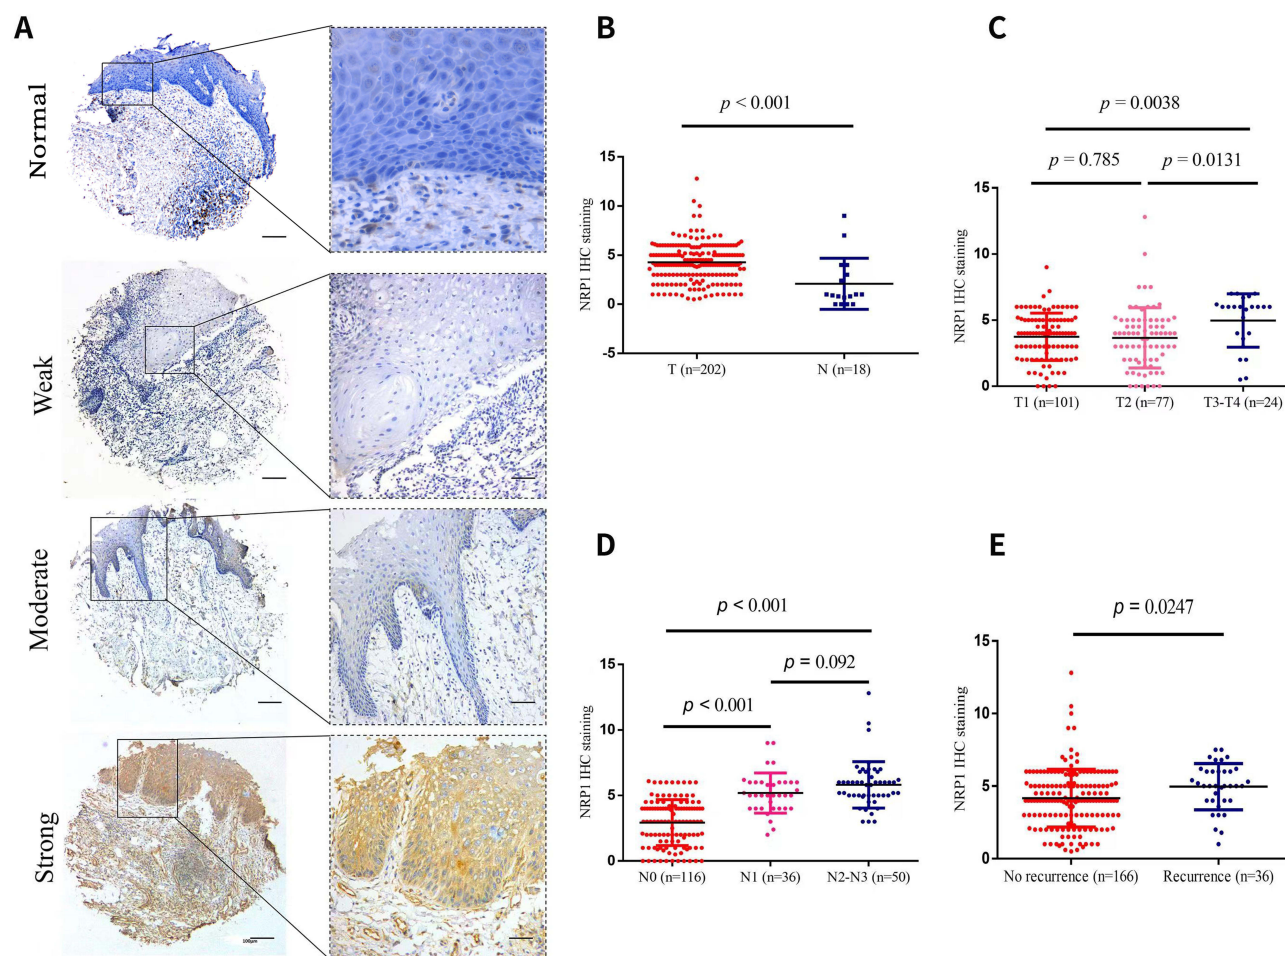 A
Normal
Weak
Moderate
Strong
100μm
B
p < 0.001
NRP1 IHC staining
15
10
5
0
-5
T (n=202)
N (n=18)
C
p = 0.0038
p = 0.785
p = 0.0131
NRP1 IHC staining
15
10
5
0
T1 (n=101)
T2 (n=77)
T3-T4 (n=24)
D
p < 0.001
p = 0.092
p < 0.001
NRP1 IHC staining
15
10
5
0
N0 (n=116)
N1 (n=36)
N2-N3 (n=50)
E
p = 0.0247
NRP1 IHC staining
15
10
5
0
No recurrence (n=166)
Recurrence (n=36)